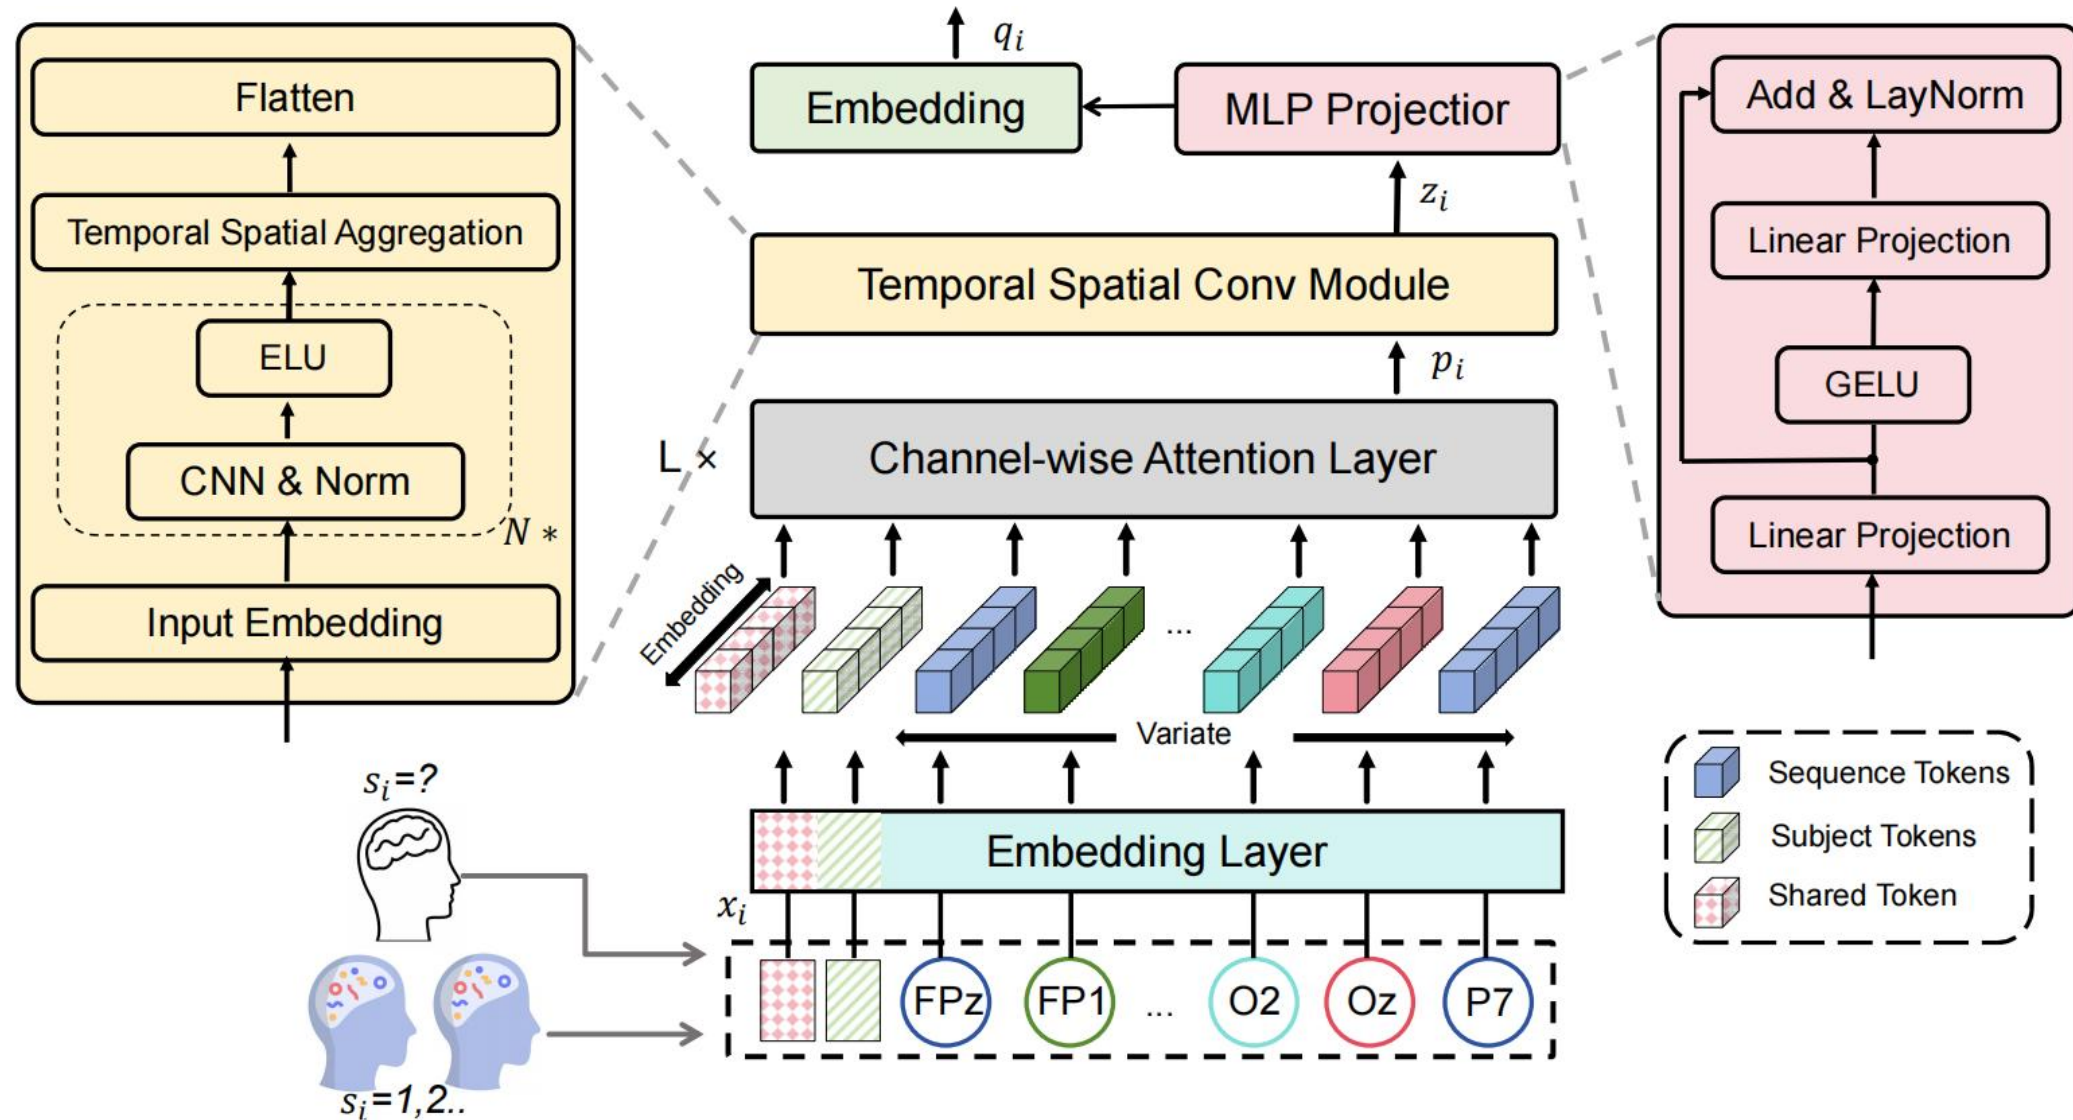 Flatten
Temporal Spatial Aggregation
ELU
CNN & Norm
N *
Input Embedding
q_i
Embedding
MLP Projectior
z_i
Temporal Spatial Conv Module
p_i
L ×
Channel-wise Attention Layer
Embedding
...
Variate
Embedding Layer
x_i
FPz
FP1
...
O2
Oz
P7
s_i=?
s_i=1,2..
Add & LayNorm
Linear Projection
GELU
Linear Projection
Sequence Tokens
Subject Tokens
Shared Token